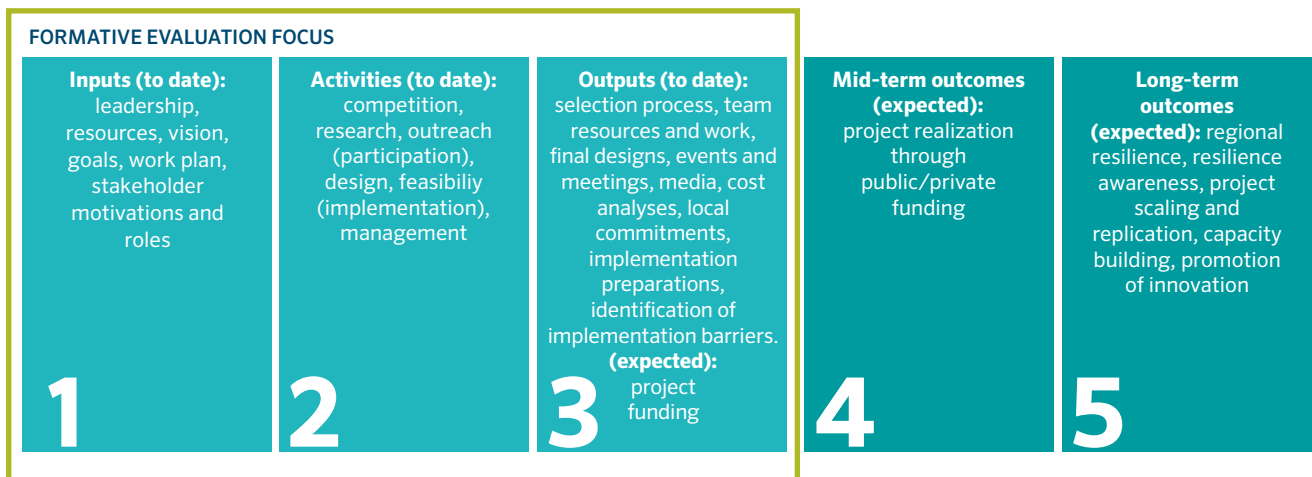 FORMATIVE EVALUATION FOCUS
Inputs (to date):
leadership,
resources, vision,
goals, work plan,
stakeholder
motivations and
roles
1
Activities (to date):
competition,
research, outreach
(participation),
design, feasibiliy
(implementation),
management
2
Outputs (to date):
selection process, team
resources and work,
final designs, events and
meetings, media, cost
analyses, local
commitments,
implementation
preparations,
identification of
implementation barriers.
(expected):
project
funding
3
Mid-term outcomes
(expected):
project realization
through
public/private
funding
4
Long-term
outcomes
(expected): regional
resilience, resilience
awareness, project
scaling and
replication, capacity
building, promotion
of innovation
5